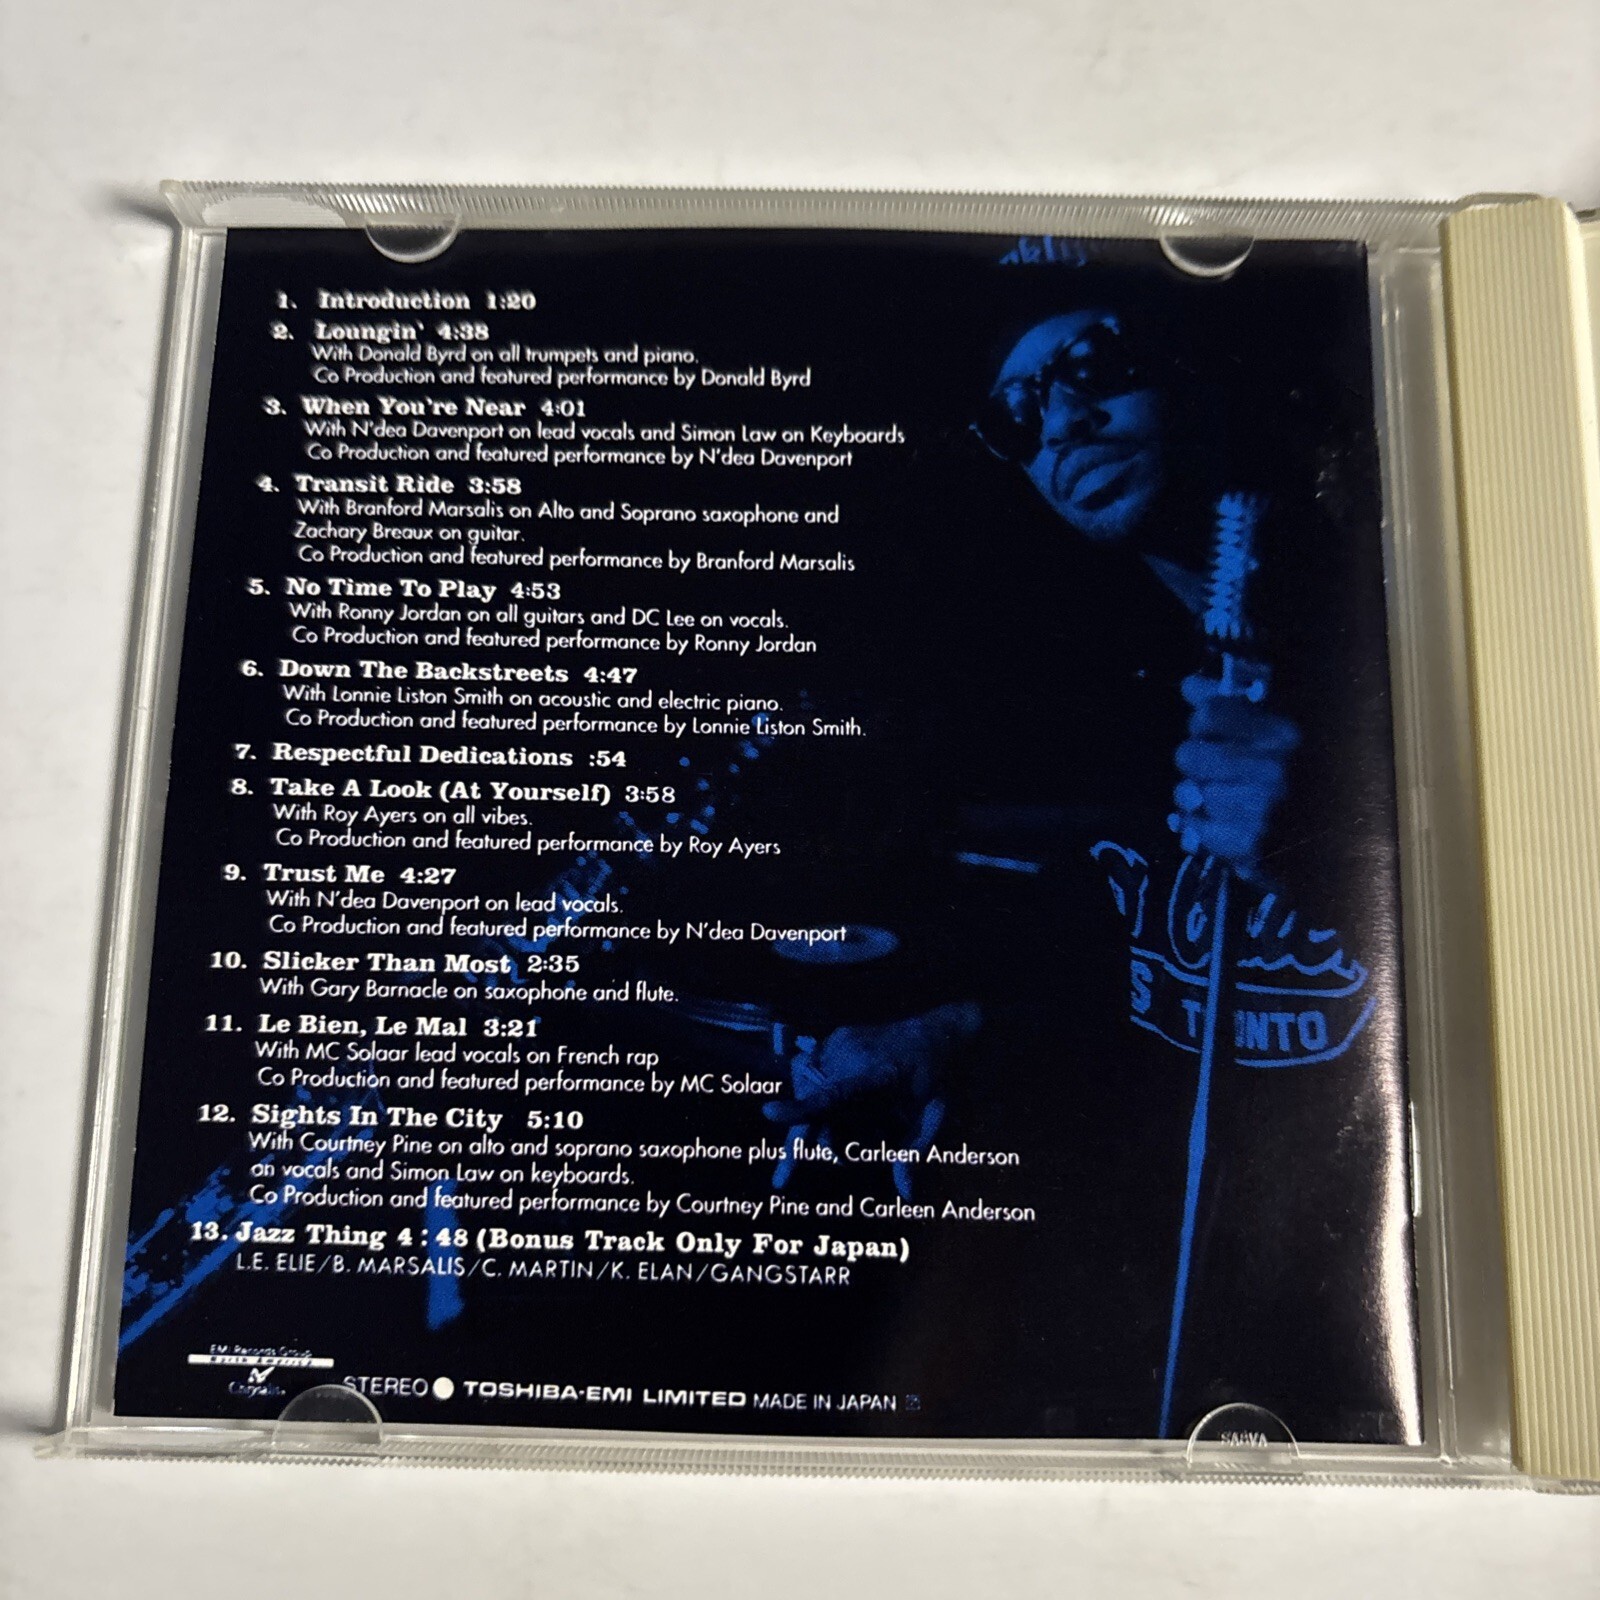 1. Introduction 1:20
2. Loungin' 4:38
With Donald Byrd on all trumpets and piano.
Co Production and featured performance by Donald Byrd
3. When You're Near 4:01
With N'dea Davenport on lead vocals and Simon Law on Keyboards
Co Production and featured performance by N'dea Davenport
4. Transit Ride 3:58
With Branford Marsalis on Alto and Soprano saxophone and
Zachary Breaux on guitar.
Co Production and featured performance by Branford Marsalis
5. No Time To Play 4:53
With Ronny Jordan on all guitars and DC Lee on vocals.
Co Production and featured performance by Ronny Jordan
6. Down The Backstreets 4:47
With Lonnie Liston Smith on acoustic and electric piano.
Co Production and featured performance by Lonnie Liston Smith.
7. Respectful Dedications :54
8. Take A Look (At Yourself) 3:58
With Roy Ayers on all vibes.
Co Production and featured performance by Roy Ayers
9. Trust Me 4:27
With N'dea Davenport on lead vocals.
Co Production and featured performance by N'dea Davenport
10. Slicker Than Most 2:35
With Gary Barnacle on saxophone and flute.
11. Le Bien, Le Mal 3:21
With MC Solaar lead vocals on French rap
Co Production and featured performance by MC Solaar
12. Sights In The City 5:10
With Courtney Pine on alto and soprano saxophone plus flute, Carleen Anderson
on vocals and Simon Law on keyboards.
Co Production and featured performance by Courtney Pine and Carleen Anderson
13. Jazz Thing 4:48 (Bonus Track Only For Japan)
L.E. ELIE/B. MARSALIS/C. MARTIN/K. ELAN/GANGSTARR
EMI Records Group
North America
Chrysalis.
STEREO TOSHIBA-EMI LIMITED MADE IN JAPAN